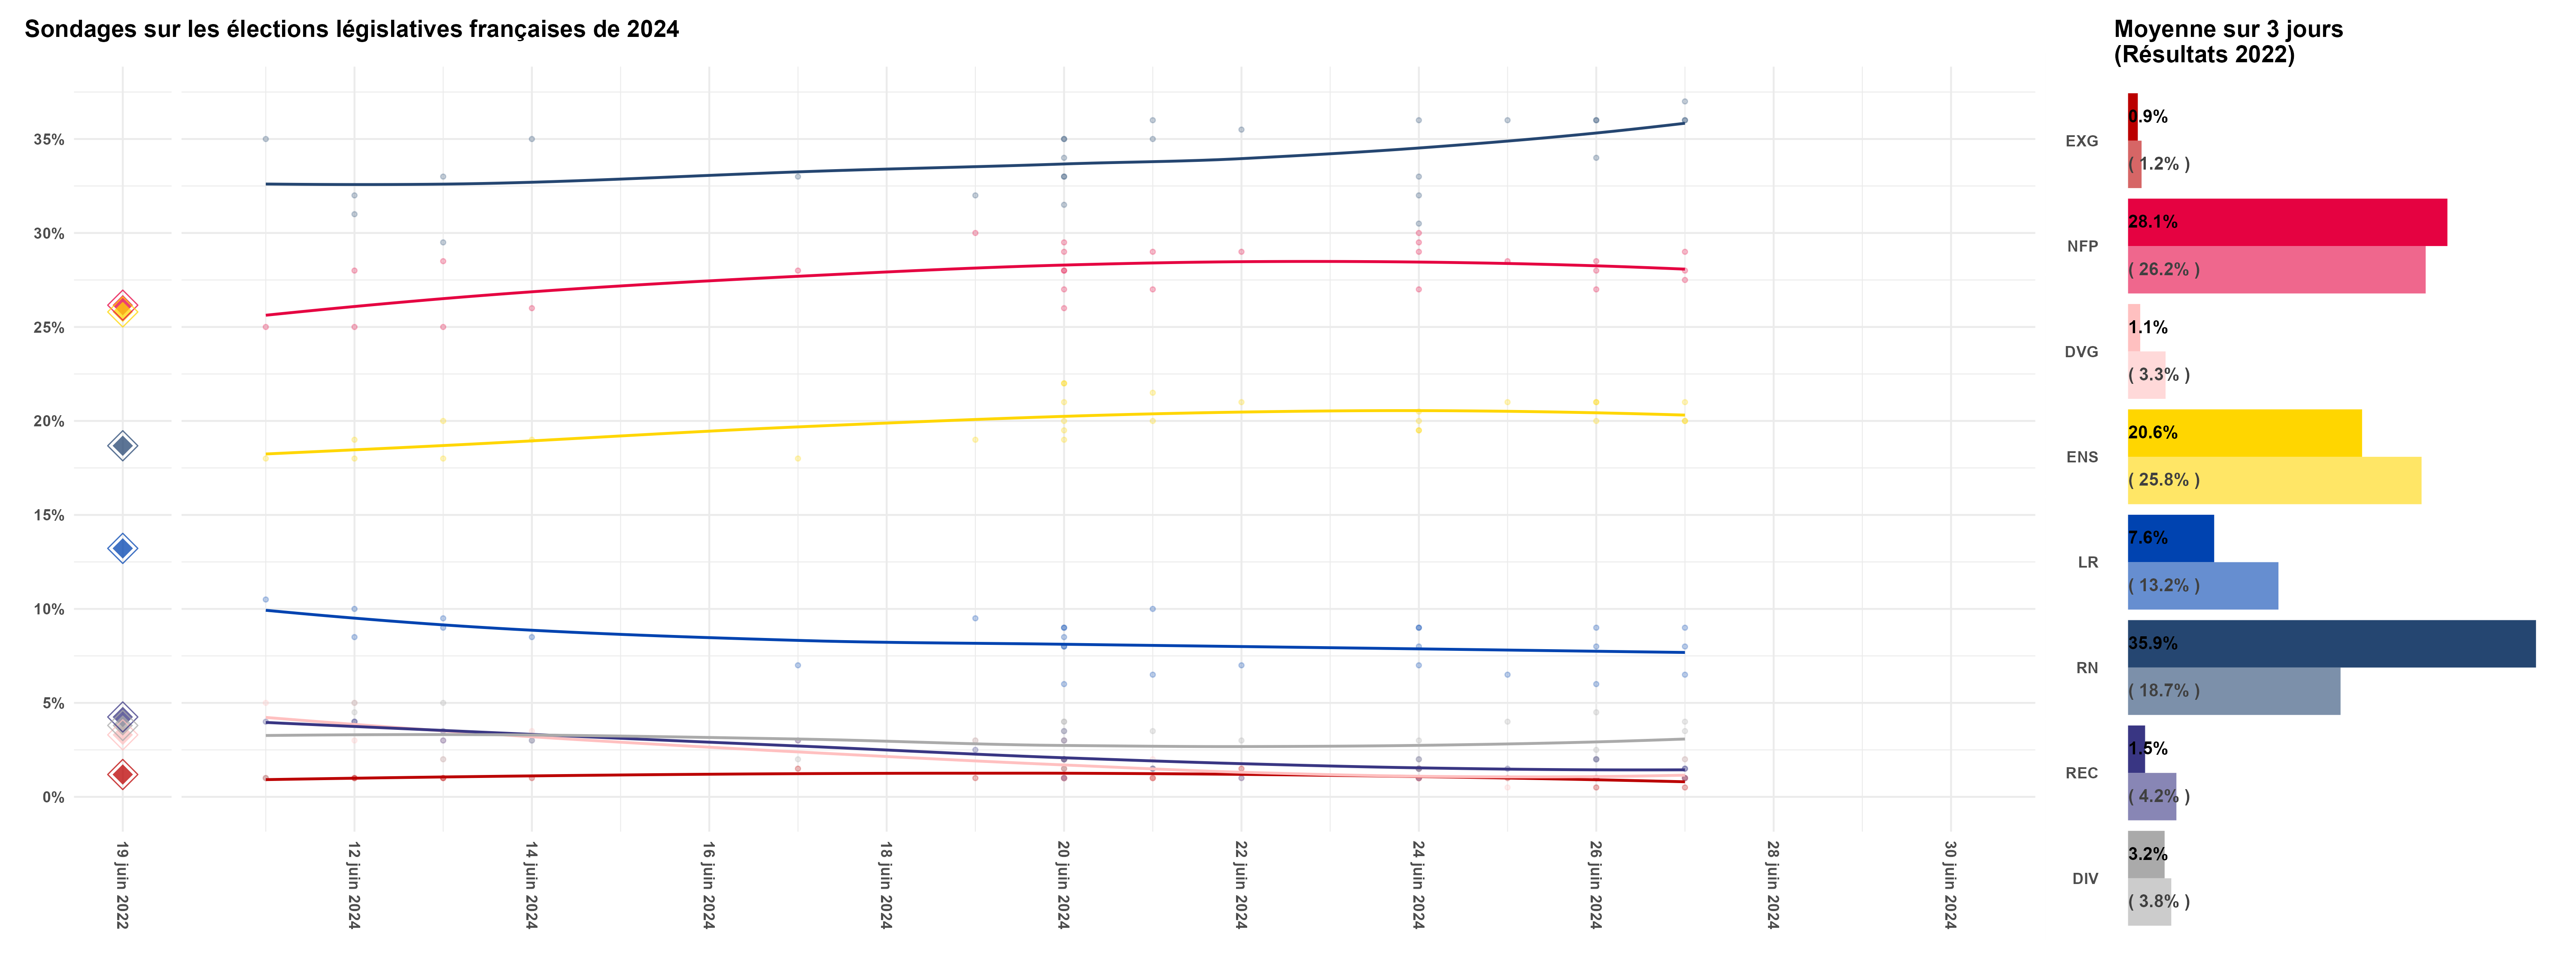 Sondages sur les élections législatives françaises de 2024
35%
30%
25%
20%
15%
10%
5%
0%
19 juin 2022
12 juin 2024
14 juin 2024
16 juin 2024
18 juin 2024
20 juin 2024
22 juin 2024
24 juin 2024
26 juin 2024
28 juin 2024
30 juin 2024
Moyenne sur 3 jours
(Résultats 2022)
EXG
0.9%
( 1.2% )
NFP
28.1%
( 26.2% )
DVG
1.1%
( 3.3% )
ENS
20.6%
( 25.8% )
LR
7.6%
( 13.2% )
RN
35.9%
( 18.7% )
REC
1.5%
( 4.2% )
DIV
3.2%
( 3.8% )